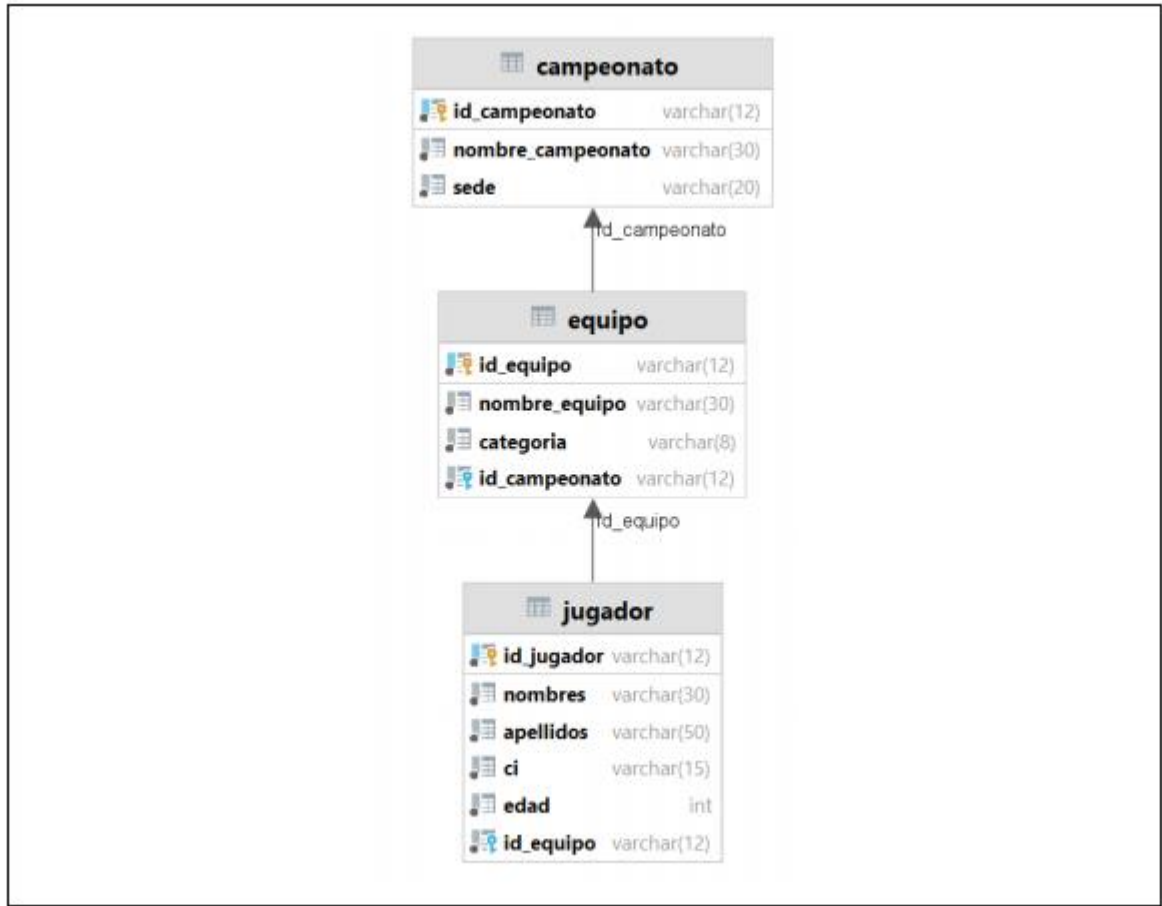 campeonato
id_campeonato varchar(12)
nombre_campeonato varchar(30)
sede varchar(20)
fd_campeonato
equipo
id_equipo varchar(12)
nombre_equipo varchar(30)
categoria varchar(8)
id_campeonato varchar(12)
fd_equipo
jugador
id_jugador varchar(12)
nombres varchar(30)
apellidos varchar(50)
ci varchar(15)
edad int
id_equipo varchar(12)